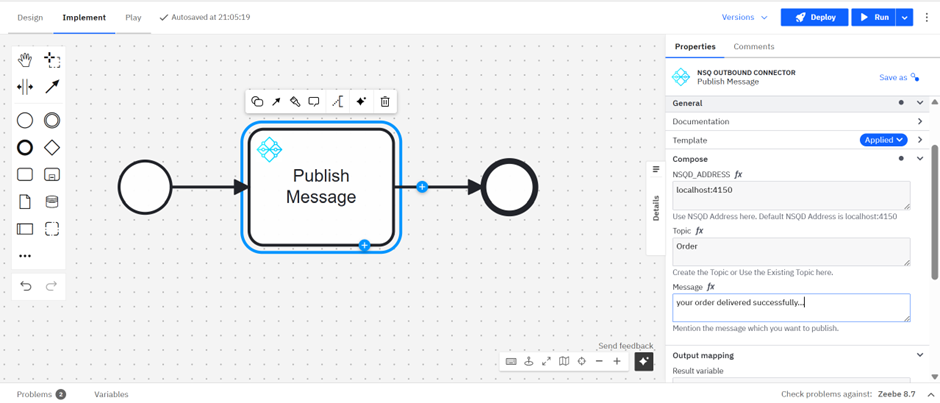 Design
Implement
Play
Autosaved at 21:05:19
Versions
Deploy
Run
Properties
Comments
NSQ OUTBOUND CONNECTOR
Publish Message
Save as
General
Documentation
Template
Applied
Compose
NSQD_ADDRESS fx
localhost:4150
Use NSQD Address here. Default NSQD Address is localhost:4150
Topic fx
Order
Create the Topic or Use the Existing Topic here.
Message fx
your order delivered successfully...
Mention the message which you want to publish.
Output mapping
Result variable
Details
Publish
Message
Send feedback
Problems 2
Variables
Check problems against: Zeebe 8.7